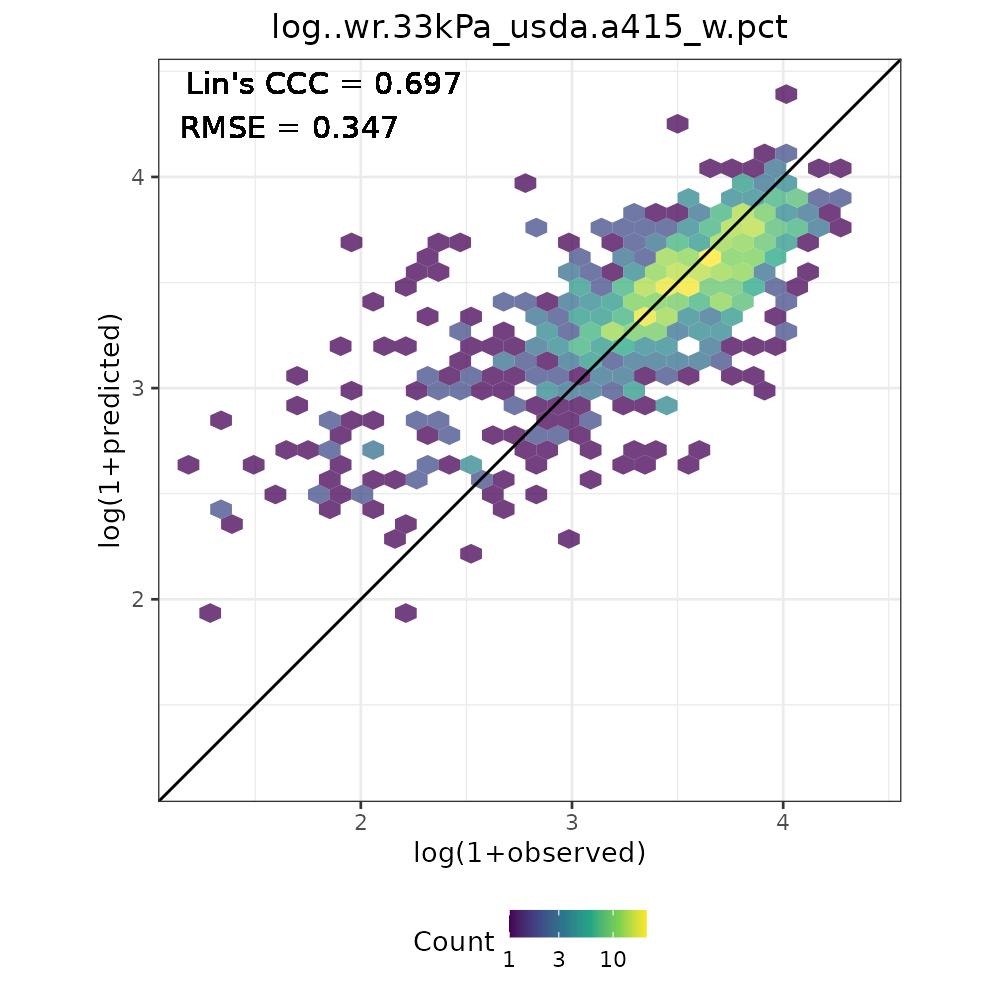 log..wr.33kPa_usda.a415_w.pct
Lin's CCC = 0.697
RMSE = 0.347
log(1+predicted)
4
3
2
2 3 4
log(1+observed)
Count
1 3 10